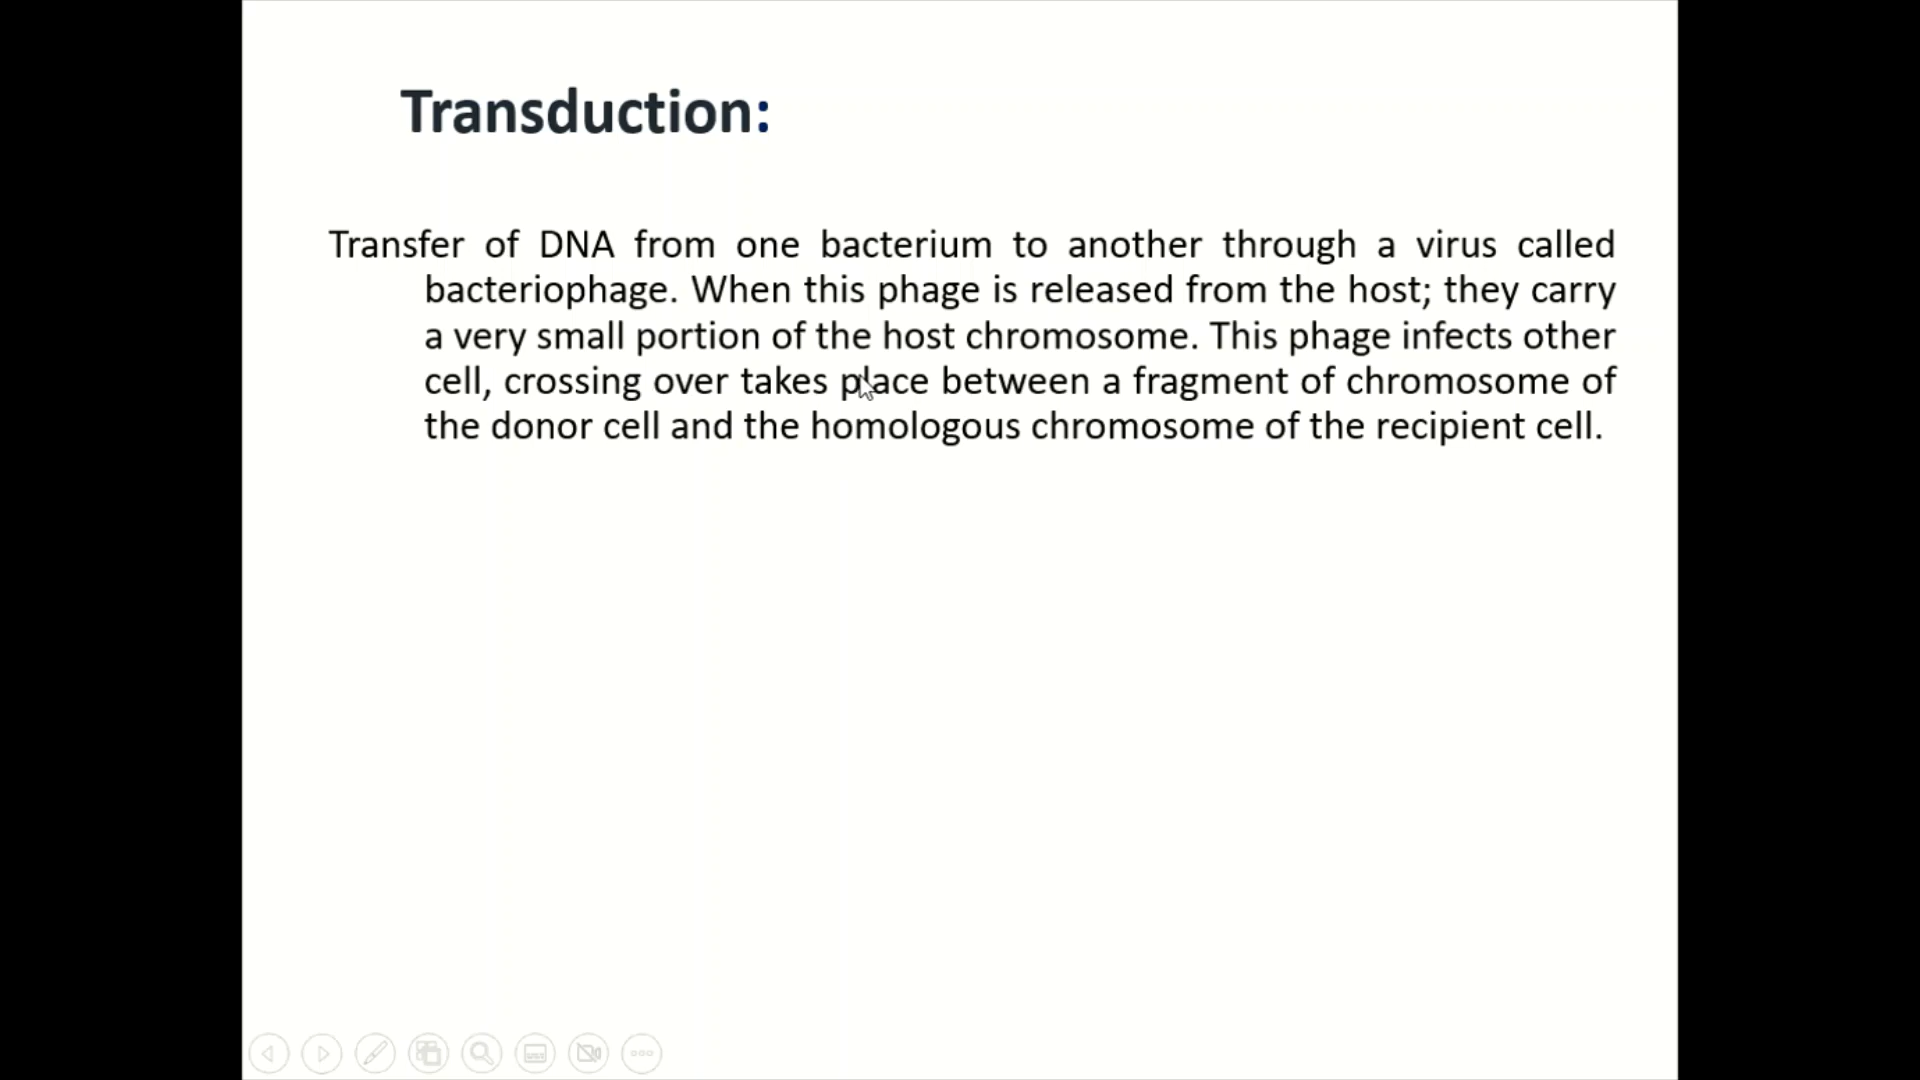 Transduction:
Transfer of DNA from one bacterium to another through a virus called
bacteriophage. When this phage is released from the host; they carry
a very small portion of the host chromosome. This phage infects other
cell, crossing over takes place between a fragment of chromosome of
the donor cell and the homologous chromosome of the recipient cell.